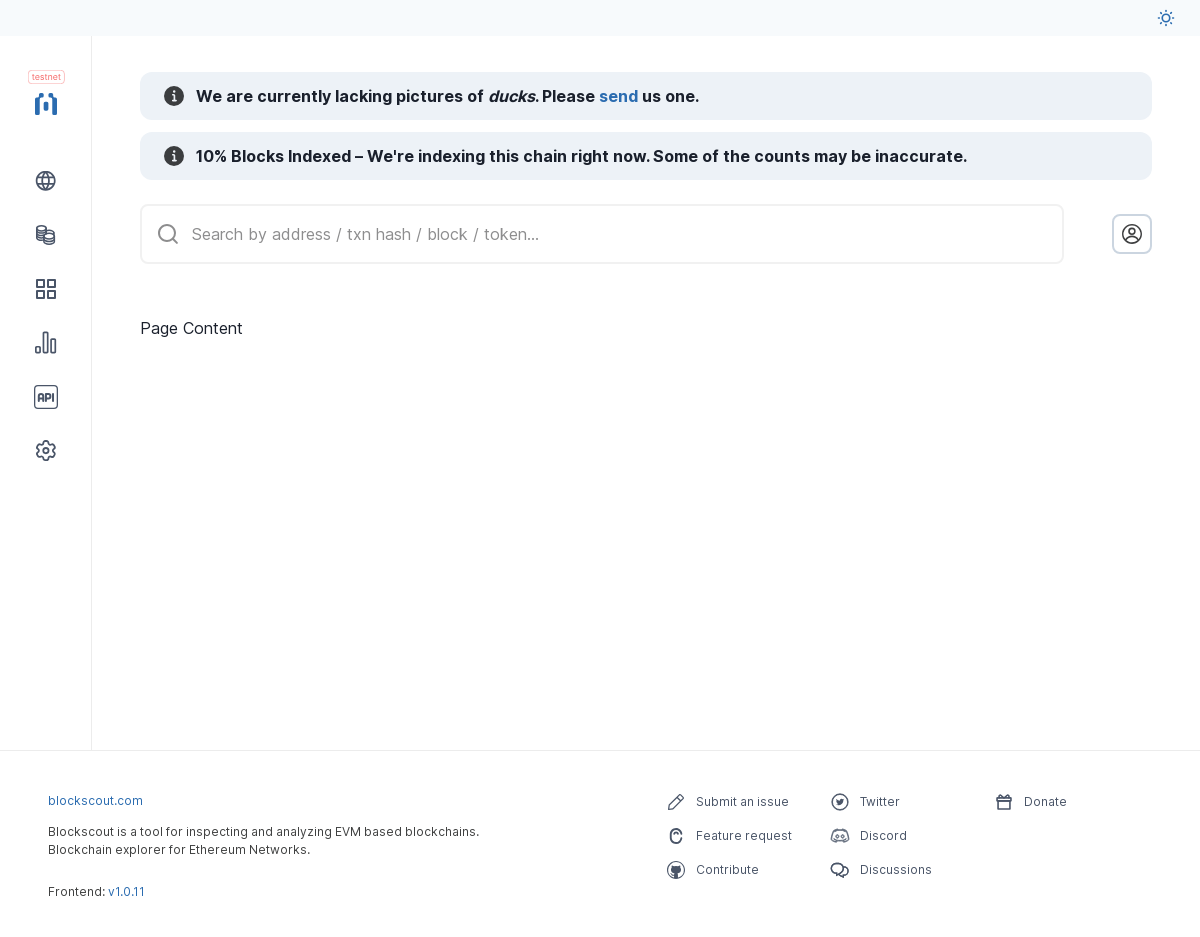 testnet
We are currently lacking pictures of ducks. Please send us one.
10% Blocks Indexed – We're indexing this chain right now. Some of the counts may be inaccurate.
Search by address / txn hash / block / token...
Page Content
API
blockscout.com
Blockscout is a tool for inspecting and analyzing EVM based blockchains.
Blockchain explorer for Ethereum Networks.
Frontend: v1.0.11
Submit an issue
Feature request
Contribute
Twitter
Discord
Discussions
Donate